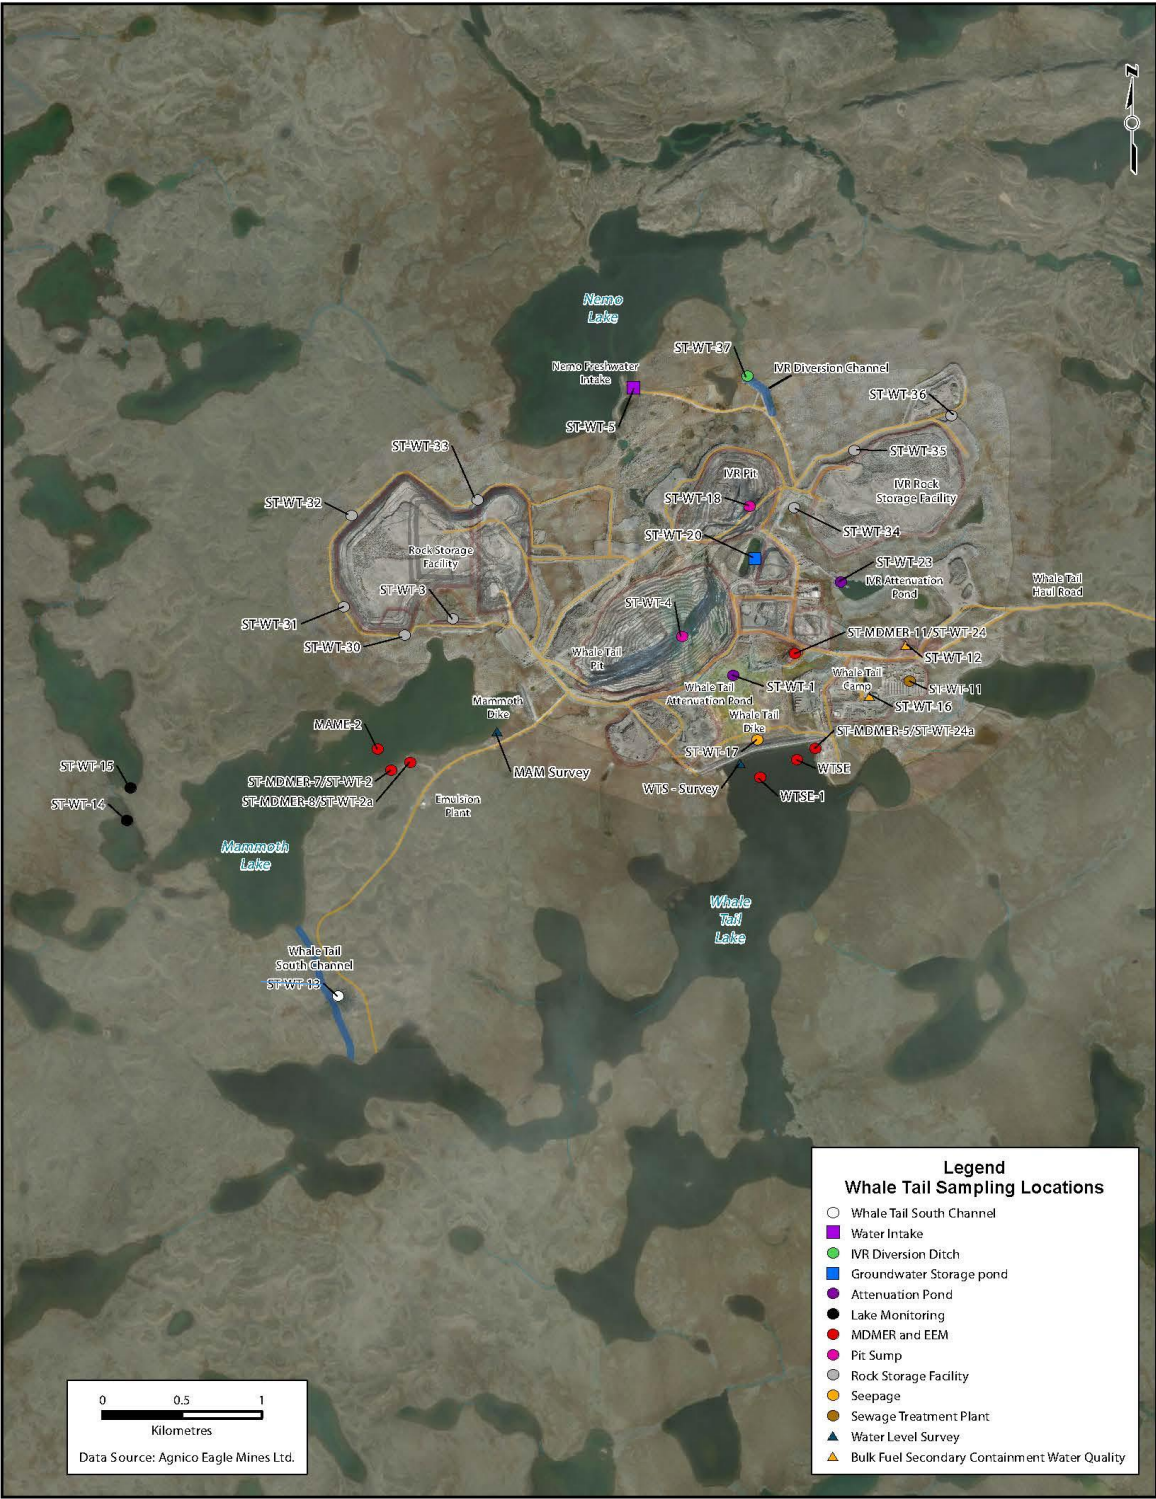 N
Nemo
Lake
ST-WT-37
Nemo Freshwater
Intake
IVR Diversion Channel
ST-WT-36
ST-WT-5
ST-WT-33
ST-WT-35
IVR Pit
IVR Rock
Storage Facility
ST-WT-32
ST-WT-18
ST-WT-34
ST-WT-20
Rock Storage
Facility
ST-WT-23
IVR Attenuation
Pond
Whale Tail
Haul Road
ST-WT-3
ST-WT-4
ST-WT-31
ST-WT-30
ST-MDMER-11/ST-WT-24
Whale Tail
Pit
ST-WT-12
Whale Tail
Camp
ST-WT-1
ST-WT-11
Whale Tail
Attenuation Pond
ST-WT-16
Mammoth
Dike
Whale Tail
Dike
MAME-2
ST-MDMER-5/ST-WT-24a
ST-WT-17
ST-WT-15
MAM Survey
WTSE
ST-MDMER-7/ST-WT-2
WTS - Survey
ST-MDMER-8/ST-WT-2a
WTSE-1
ST-WT-14
Emulsion
Plant
Mammoth
Lake
Whale
Tail
Lake
Whale Tail
South Channel
ST-WT-13
Legend
Whale Tail Sampling Locations
Whale Tail South Channel
Water Intake
IVR Diversion Ditch
Groundwater Storage pond
Attenuation Pond
Lake Monitoring
MDMER and EEM
Pit Sump
Rock Storage Facility
Seepage
Sewage Treatment Plant
Water Level Survey
Bulk Fuel Secondary Containment Water Quality
0 0.5 1
Kilometres
Data Source: Agnico Eagle Mines Ltd.